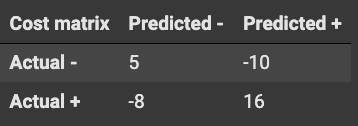 Cost matrix Predicted - Predicted +
Actual - 5 -10
Actual + -8 16